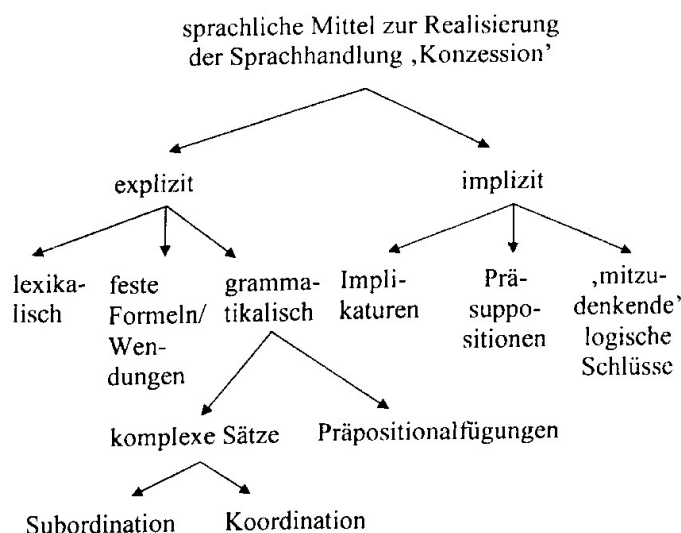 sprachliche Mittel zur Realisierung
der Sprachhandlung ‚Konzession’
explizit
implizit
lexika-
lisch
feste
Formeln/
Wen-
dungen
gramma-
tikalisch
Impli-
katuren
Prä-
suppo-
sitionen
‚mitzu-
denkende’
logische
Schlüsse
komplexe Sätze
Präpositionalfügungen
Subordination
Koordination